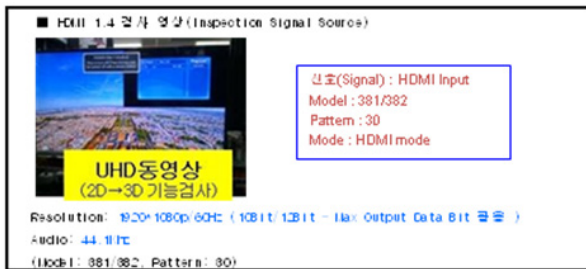 ■ HDMI 1.4 검사 영상(Inspection Signal Source)
신호(Signal) : HDMI Input
Model : 381/382
Pattern : 30
Mode : HDMI mode
UHD동영상
(2D→3D 기능검사)
Resolution: 1920*1080p/60Hz ( 10Bit/12Bit - Max Output Data Bit 출력 )
Audio: 44.1KHz
(Model: 381/382, Pattern: 30)